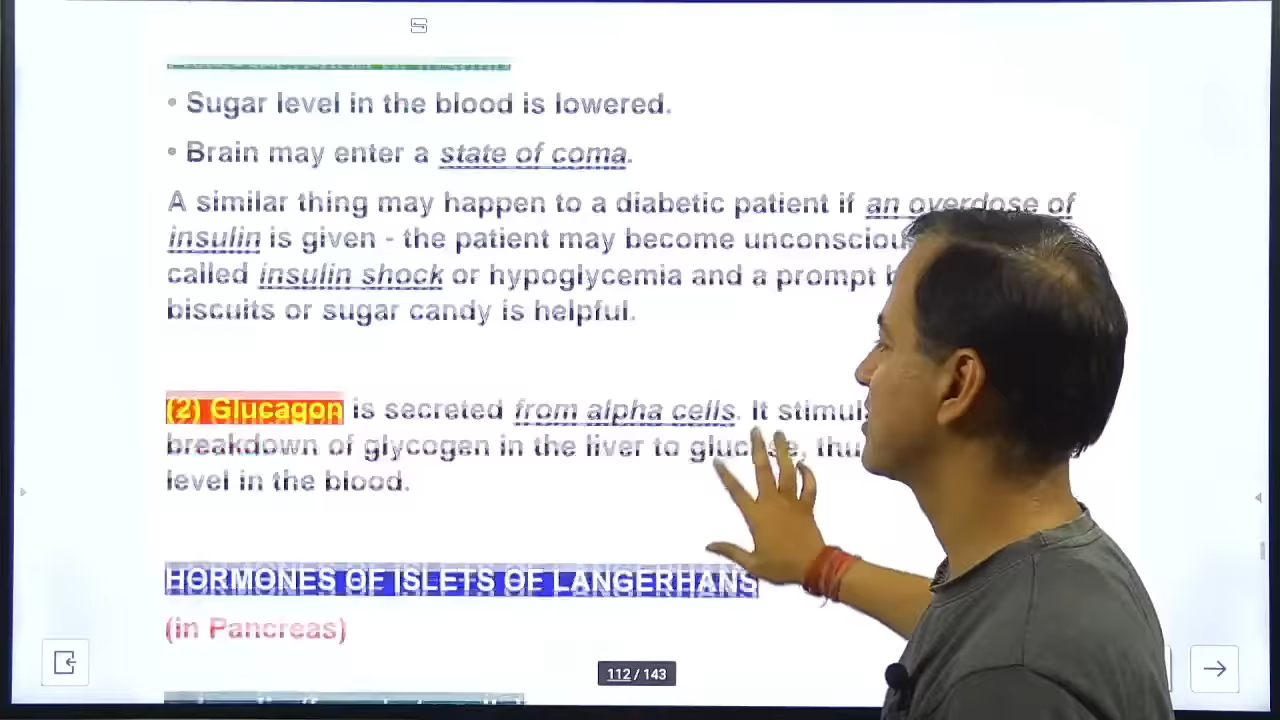 • Sugar level in the blood is lowered.
• Brain may enter a state of coma.
A similar thing may happen to a diabetic patient if an overdose of
insulin is given - the patient may become
called insulin shock or hypoglycemia and a prompt
biscuits or sugar candy is helpful.
(2) Glucagon is secreted from alpha cells. It
breakdown of glycogen in the liver to glucose,
level in the blood.
HORMONES OF ISLETS OF LANGERHANS
(in Pancreas)
112 / 143